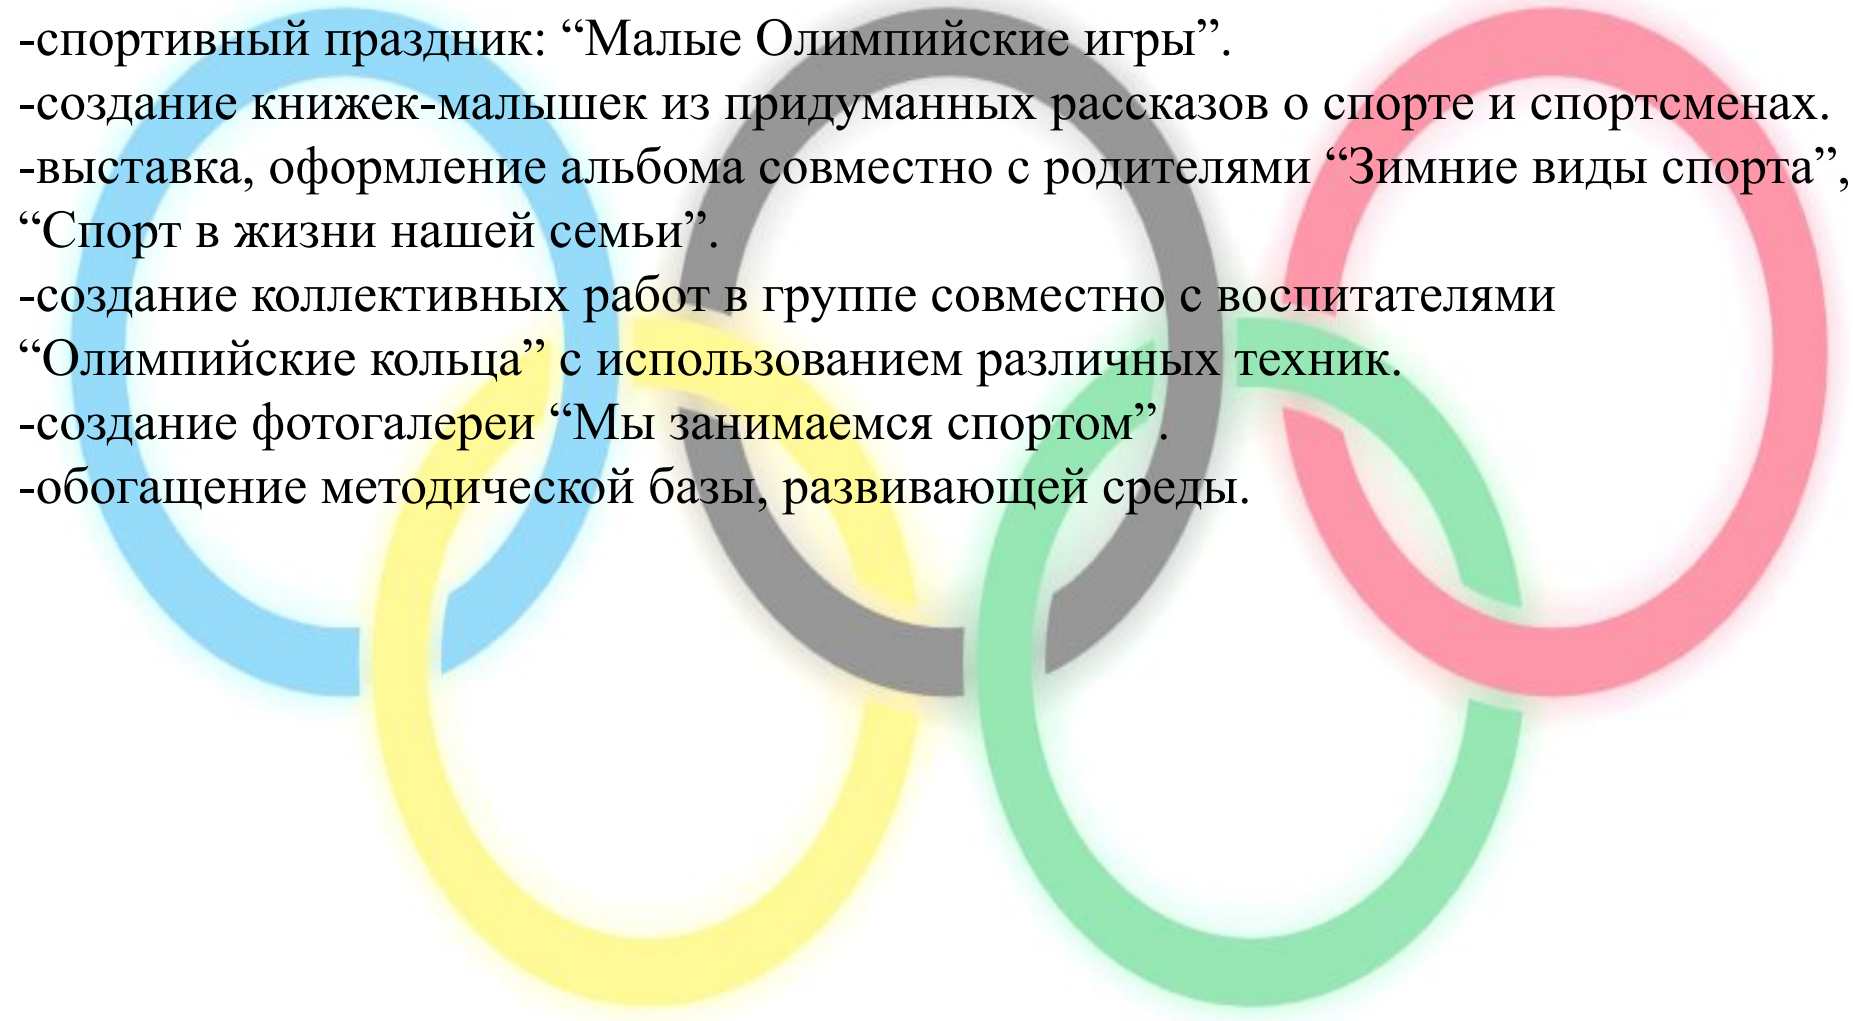 -спортивный праздник: “Малые Олимпийские игры”.
-создание книжек-малышек из придуманных рассказов о спорте и спортсменах.
-выставка, оформление альбома совместно с родителями “Зимние виды спорта”,
“Спорт в жизни нашей семьи”.
-создание коллективных работ в группе совместно с воспитателями
“Олимпийские кольца” с использованием различных техник.
-создание фотогалереи “Мы занимаемся спортом”.
-обогащение методической базы, развивающей среды.